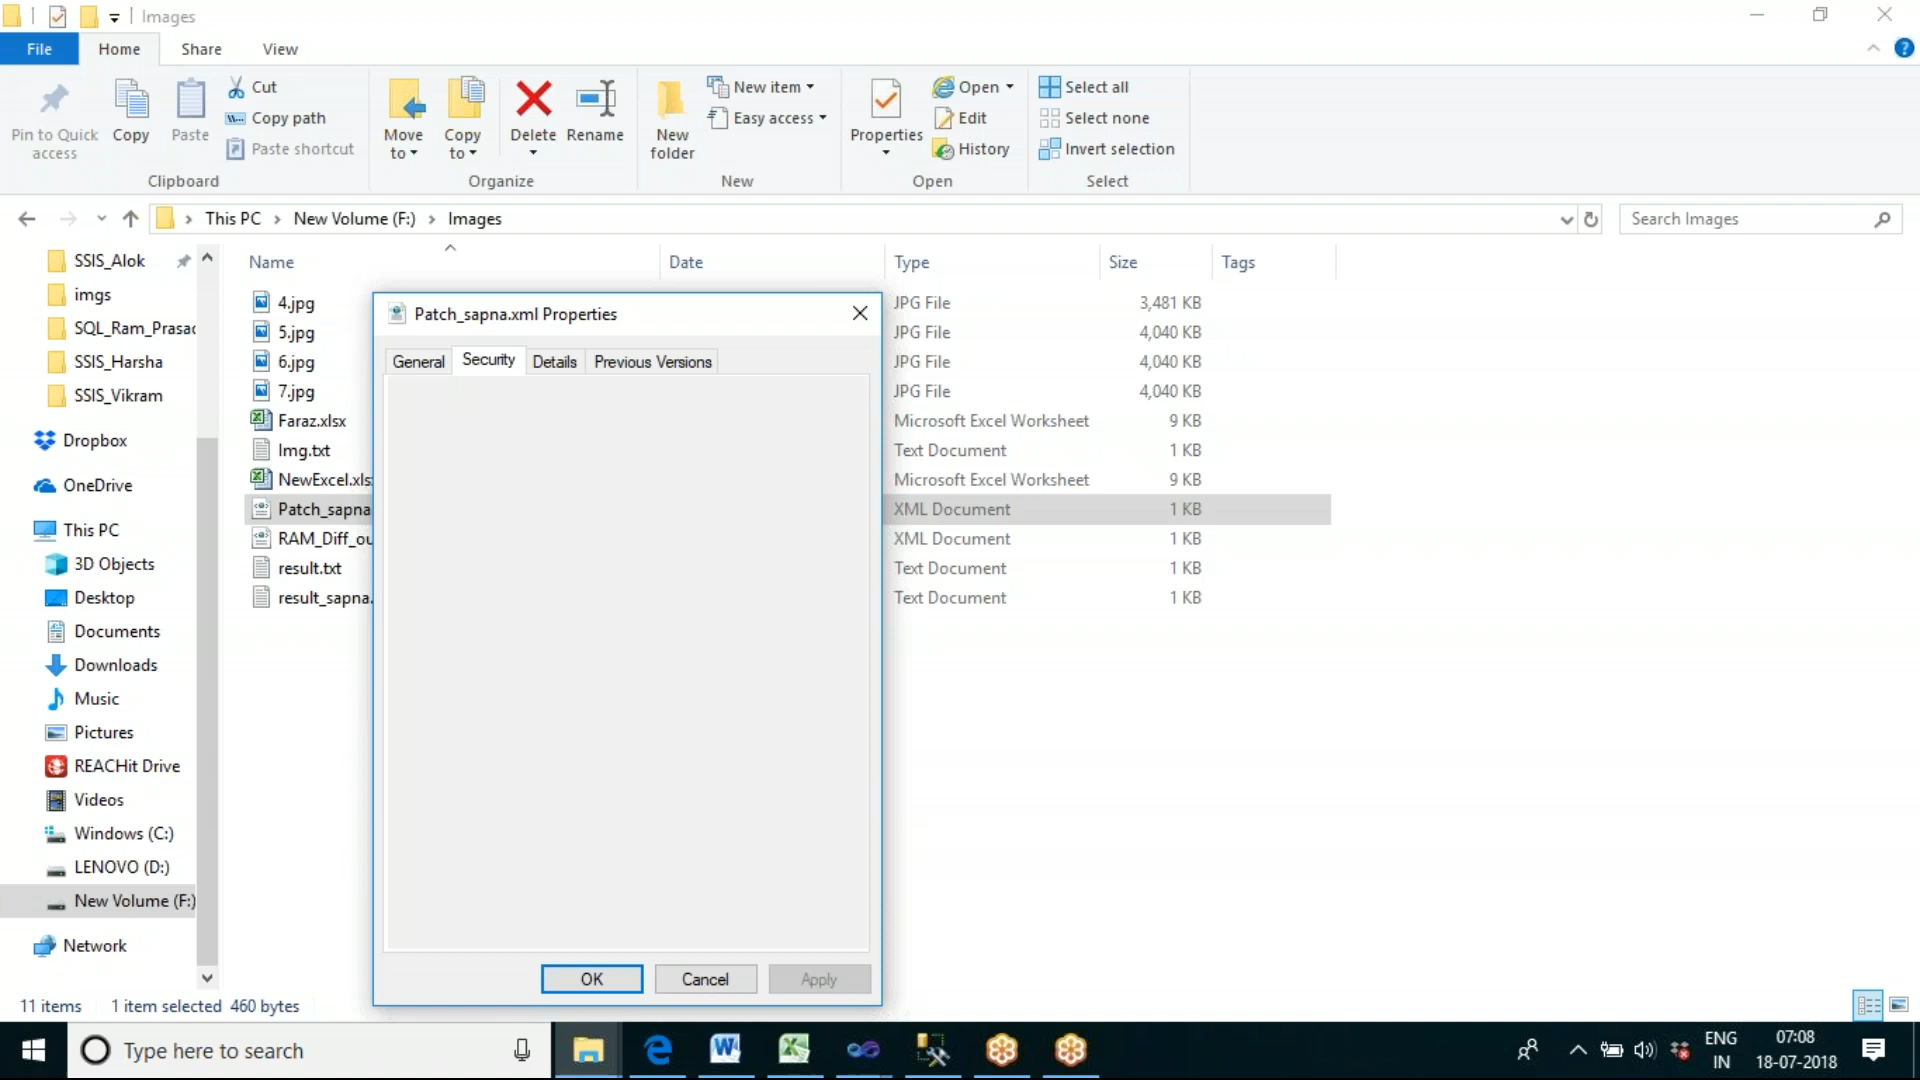 Images
File
Home
Share
View
Pin to Quick access
Copy
Paste
Cut
Copy path
Paste shortcut
Clipboard
Move to
Copy to
Delete
Rename
Organize
New folder
New item
Easy access
New
Properties
Open
Edit
History
Open
Select all
Select none
Invert selection
Select
This PC
New Volume (F:)
Images
Search Images
SSIS_Alok
imgs
SQL_Ram_Prasad
SSIS_Harsha
SSIS_Vikram
Dropbox
OneDrive
This PC
3D Objects
Desktop
Documents
Downloads
Music
Pictures
REACHit Drive
Videos
Windows (C:)
LENOVO (D:)
New Volume (F:)
Network
Name Date Type Size Tags
4.jpg JPG File 3,481 KB
5.jpg JPG File 4,040 KB
6.jpg JPG File 4,040 KB
7.jpg JPG File 4,040 KB
Faraz.xlsx Microsoft Excel Worksheet 9 KB
Img.txt Text Document 1 KB
NewExcel.xls Microsoft Excel Worksheet 9 KB
Patch_sapna XML Document 1 KB
RAM_Diff_ou XML Document 1 KB
result.txt Text Document 1 KB
result_sapna. Text Document 1 KB
Patch_sapna.xml Properties
General Security Details Previous Versions
OK Cancel Apply
11 items 1 item selected 460 bytes
Type here to search
ENG
IN
07:08
18-07-2018